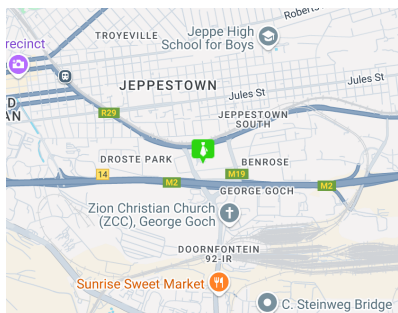 Roberts
TROYEVILLE
Jeppe High
School for Boys
recinct
JEPPESTOWN
Jules St
Jules St
D
AN
R29
JEPPESTOWN
SOUTH
DROSTE PARK
BENROSE
14
M2
M19
M2
GEORGE GOCH
Zion Christian Church
(ZCC), George Goch
DOORNFONTEIN
92-IR
Sunrise Sweet Market
C. Steinweg Bridge